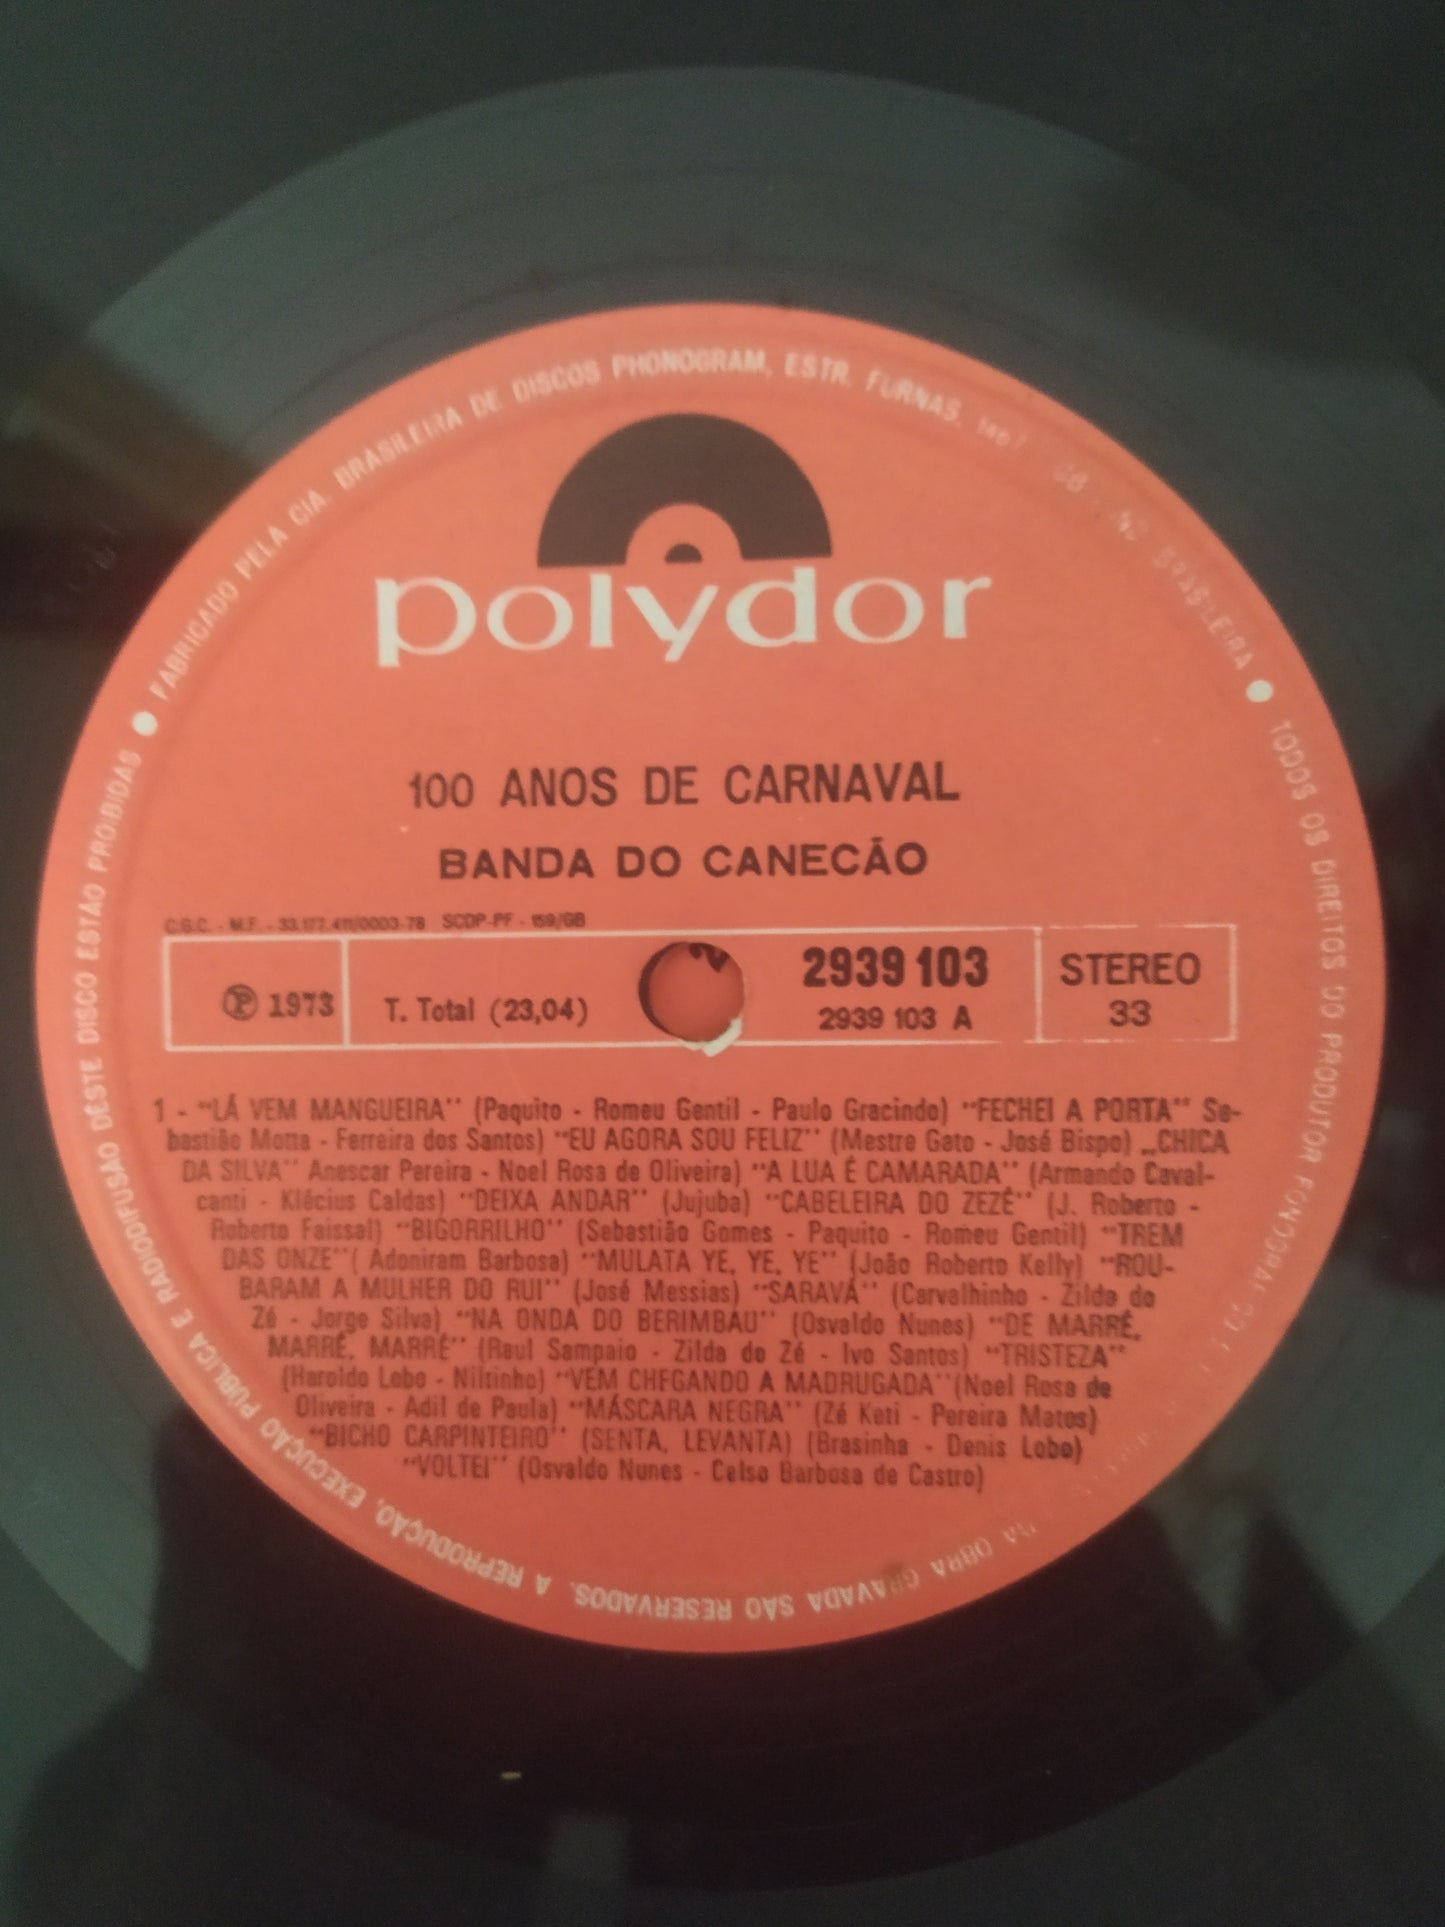 FABRICADO PELA CIA. BRASILEIRA DE DISCOS PHONOGRAM, ESTR. FURNAS, IND. BRASILEIRA
polydor
100 ANOS DE CARNAVAL
BANDA DO CANECÃO
C.G.C. - M.F. - 33.177.411/0003-78 SCDP-PF - 159/GB
℗ 1973
T. Total (23,04)
2939 103
2939 103 A
STEREO
33
1 - "LÁ VEM MANGUEIRA" (Paquito - Romeu Gentil - Paulo Gracindo) "FECHEI A PORTA" Se-
bastião Motta - Ferreira dos Santos) "EU AGORA SOU FELIZ" (Mestre Gato - José Bispo) „CHICA
DA SILVA" Anescar Pereira - Noel Rosa de Oliveira) "A LUA É CAMARADA" (Armando Caval-
canti - Klécius Caldas) "DEIXA ANDAR" (Jujuba) "CABELEIRA DO ZEZÉ" (J. Roberto -
Roberto Faissal) "BIGORRILHO" (Sebastião Gomes - Paquito - Romeu Gentil) "TREM
DAS ONZE" ( Adoniram Barbosa) "MULATA YE, YE, YE" (João Roberto Kelly) "ROU-
BARAM A MULHER DO RUI" (José Messias) "SARAVÁ" (Carvalhinho - Zilda do
Zé - Jorge Silva) "NA ONDA DO BERIMBAU" (Osvaldo Nunes) "DE MARRÉ,
MARRÉ, MARRÉ" (Raul Sampaio - Zilda do Zé - Ivo Santos) "TRISTEZA"
(Haroldo Lobo - Niltinho) "VEM CHEGANDO A MADRUGADA" (Noel Rosa de
Oliveira - Adil de Paula) "MÁSCARA NEGRA" (Zé Keti - Pereira Matos)
"BICHO CARPINTEIRO" (SENTA, LEVANTA) (Brasinha - Denis Lobo)
"VOLTEI" (Osvaldo Nunes - Celso Barbosa de Castro)
TODOS OS DIREITOS DO PRODUTOR FONOGRAF DA OBRA GRAVADA SÃO RESERVADOS. A REPRODUÇÃO, EXECUÇÃO PÚBLICA E RADIODIFUSÃO DÊSTE DISCO ESTÃO PROIBIDAS